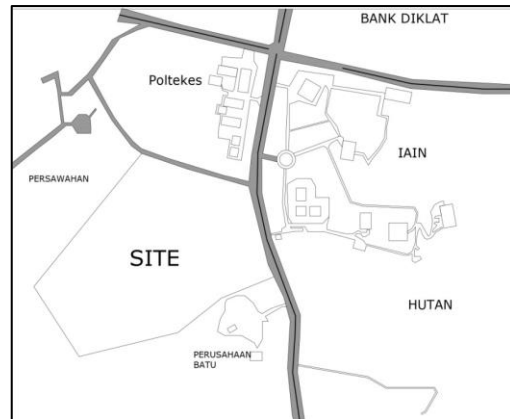 BANK DIKLAT
Poltekes
IAIN
PERSAWAHAN
SITE
HUTAN
PERUSAHAAN
BATU